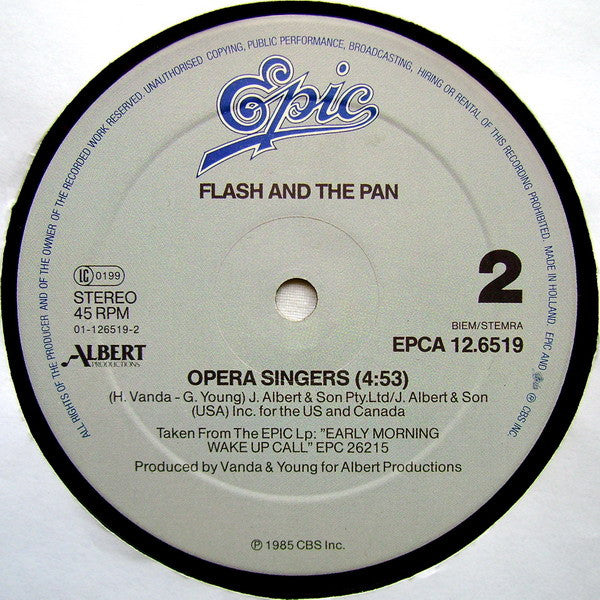 ALL RIGHTS OF THE PRODUCER AND OF THE OWNER OF THE RECORDED WORK RESERVED. UNAUTHORISED COPYING, PUBLIC PERFORMANCE, BROADCASTING, HIRING OR RENTAL OF THIS RECORDING PROHIBITED. MADE IN HOLLAND. EPIC AND
® CBS INC.
Epic
FLASH AND THE PAN
LC 0199
STEREO
45 RPM
01-126519-2
2
BIEM/STEMRA
EPCA 12.6519
ALBERT
PRODUCTIONS
OPERA SINGERS (4:53)
(H. Vanda - G. Young) J. Albert & Son Pty.Ltd/J. Albert & Son
(USA) Inc. for the US and Canada
Taken From The EPIC Lp: "EARLY MORNING
WAKE UP CALL" EPC 26215
Produced by Vanda & Young for Albert Productions
℗ 1985 CBS Inc.